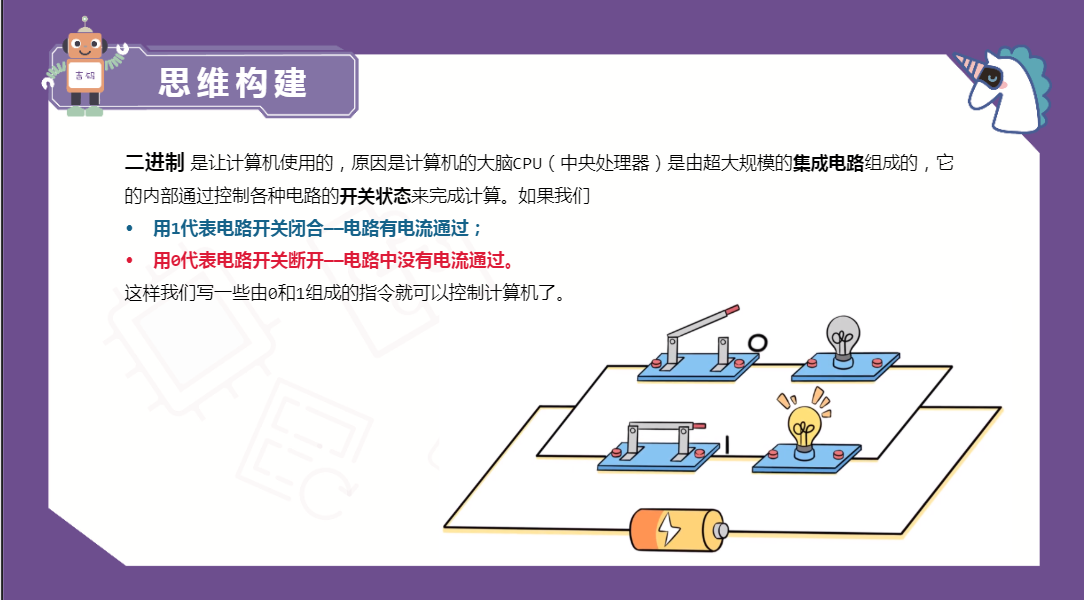 吉码
思维构建
二进制 是让计算机使用的，原因是计算机的大脑CPU（中央处理器）是由超大规模的集成电路组成的，它
的内部通过控制各种电路的开关状态来完成计算。如果我们
• 用1代表电路开关闭合——电路有电流通过；
• 用0代表电路开关断开——电路中没有电流通过。
这样我们写一些由0和1组成的指令就可以控制计算机了。
0
1